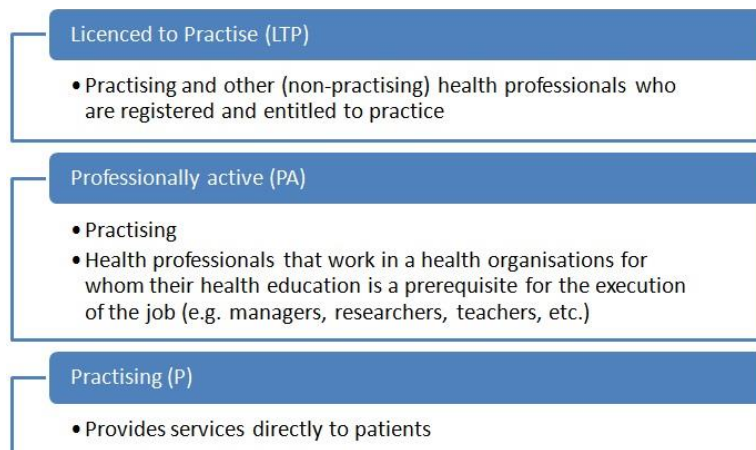 Licenced to Practise (LTP)
• Practising and other (non-practising) health professionals who
are registered and entitled to practice
Professionally active (PA)
• Practising
• Health professionals that work in a health organisations for
whom their health education is a prerequisite for the execution
of the job (e.g. managers, researchers, teachers, etc.)
Practising (P)
• Provides services directly to patients